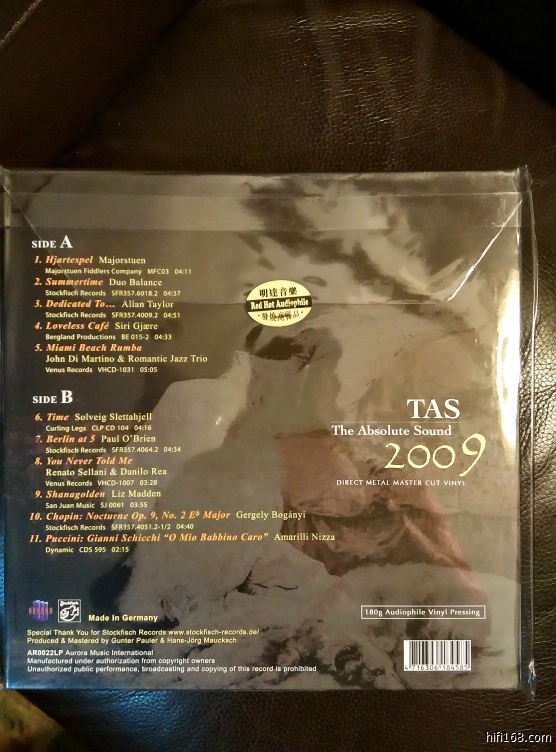 SIDE A
1. Hjartespel Majorstuen
Majorstuen Fiddlers Company MFC03 04:11
2. Summertime Duo Balance
Stockfisch Records SFR357.6018.2 04:37
3. Dedicated To... Allan Taylor
Stockfisch Records SFR357.4009.2 04:51
4. Loveless Café Siri Gjære
Bergland Productions BE 015-2 04:33
5. Miami Beach Rumba
John Di Martino & Romantic Jazz Trio
Venus Records VHCD-1031 05:05
SIDE B
6. Time Solveig Slettahjell
Curling Legs CLP CD 104 04:16
7. Berlin at 5 Paul O'Brien
Stockfisch Records SFR357.4064.2 04:34
8. You Never Told Me
Renato Sellani & Danilo Rea
Venus Records VHCD-1007 03:28
9. Shanagolden Liz Madden
San Juan Music SJ 0061 03:55
10. Chopin: Nocturne Op. 9, No. 2 E♭ Major Gergely Bogányi
Stockfisch Records SFR357.4051.2-1/2 04:40
11. Puccini: Gianni Schicchi "O Mio Babbino Caro" Amarilli Nizza
Dynamic CDS 595 02:15
明達音樂
Red Hot Audiophile
TAS
The Absolute Sound
2009
DIRECT METAL MASTER CUT VINYL
AURORA
Stockfisch
Made in Germany
180g Audiophile Vinyl Pressing
Special Thank You for Stockfisch Records www.stockfisch-records.de/
Produced & Mastered by Gunter Pauler & Hans-Jörg Maucksch
AR0022LP Aurora Music International
Manufactured under authorization from copyright owners
Unauthorized public performance, broadcasting and copying of this record is prohibited
4 716306 184585
hifi168.com